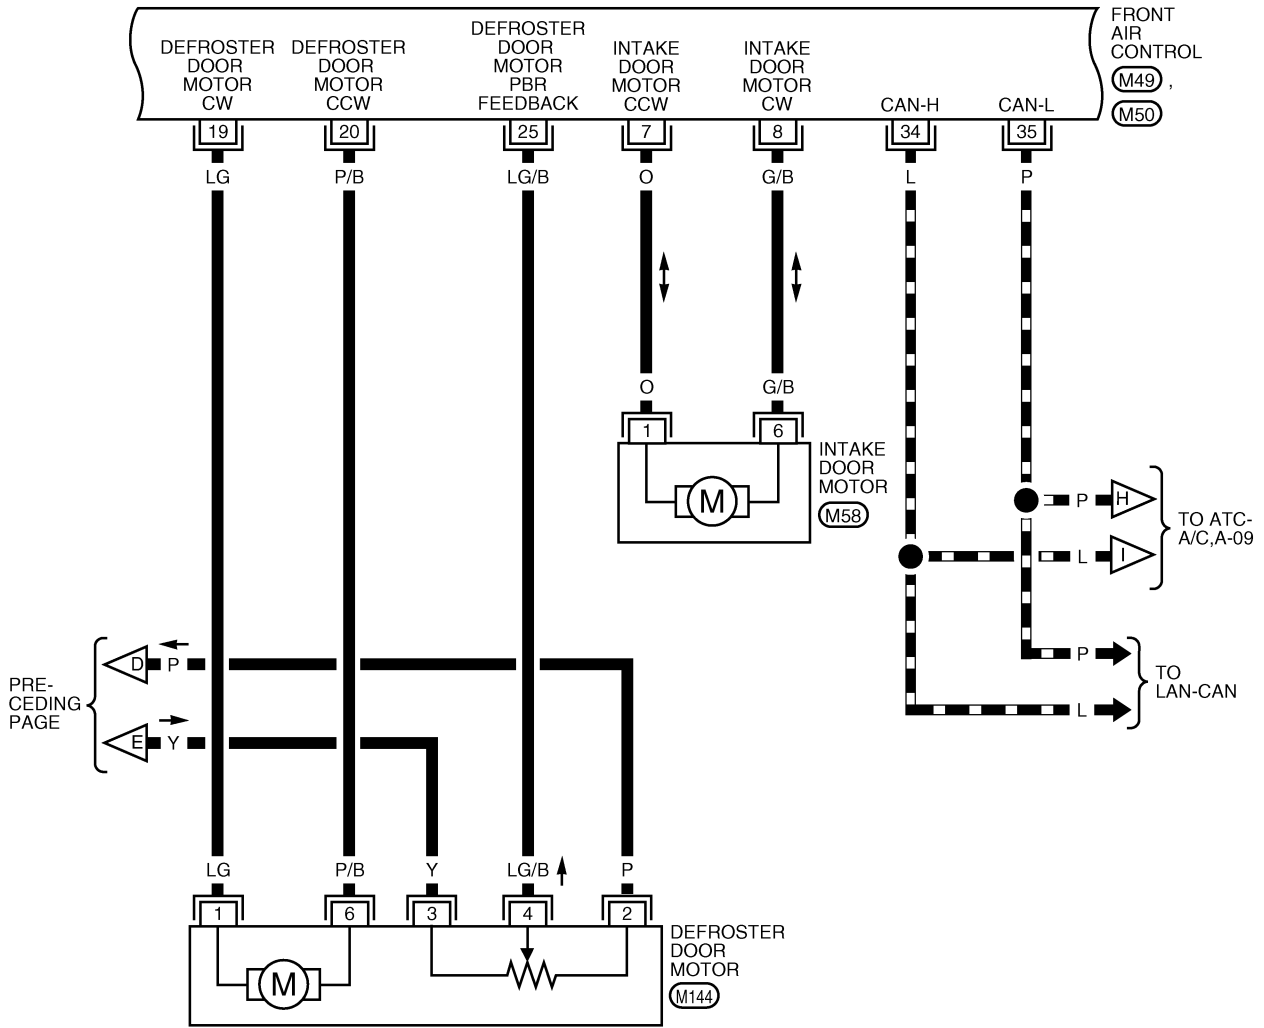 DEFROSTER
DOOR
MOTOR
CW
DEFROSTER
DOOR
MOTOR
CCW
DEFROSTER
DOOR
MOTOR
PBR
FEEDBACK
INTAKE
DOOR
MOTOR
CCW
INTAKE
DOOR
MOTOR
CW
CAN-H
CAN-L
FRONT
AIR
CONTROL
M49 ,
M50
19 20 25 7 8 34 35
LG P/B LG/B O G/B L P
O G/B
1 6
M
INTAKE
DOOR
MOTOR
M58
P H
L I
TO ATC-
A/C,A-09
P
L
TO
LAN-CAN
PRE-
CEDING
PAGE
D P
E Y
LG P/B Y LG/B P
1 6 3 4 2
M
DEFROSTER
DOOR
MOTOR
M144